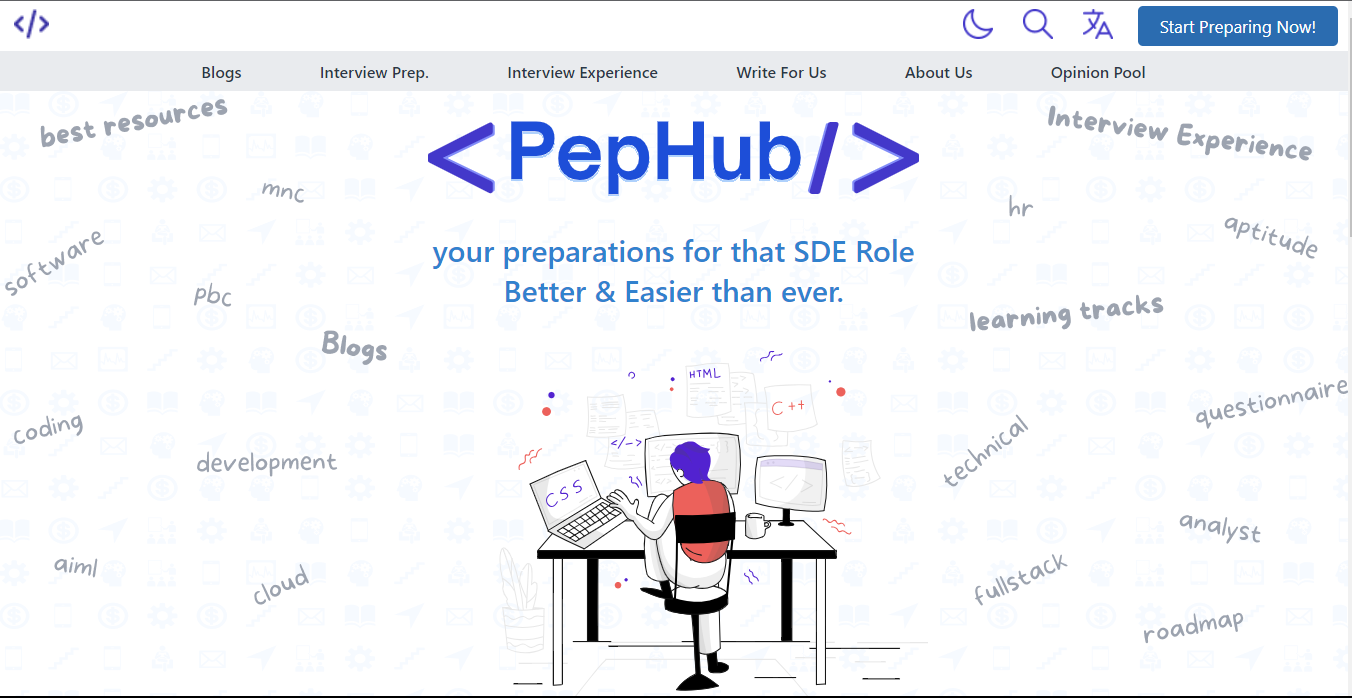 </>
Start Preparing Now!
Blogs
Interview Prep.
Interview Experience
Write For Us
About Us
Opinion Pool
best resources
Interview Experience
<PepHub/>
mnc
hr
aptitude
software
your preparations for that SDE Role
Better & Easier than ever.
pbc
learning tracks
Blogs
HTML
C++
questionnaire
coding
</->
technical
development
CSS
</>
analyst
aiml
cloud
fullstack
roadmap